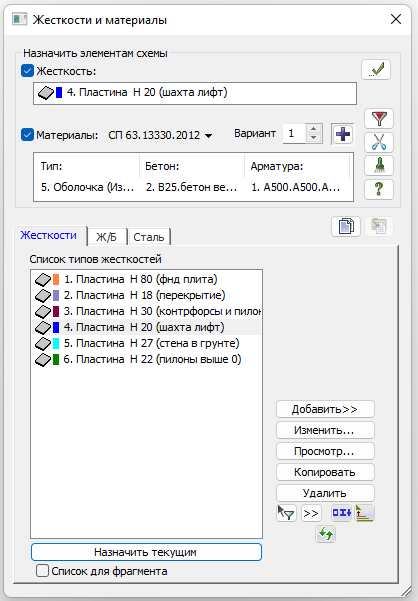 Жесткости и материалы
Назначить элементам схемы
Жесткость:
4. Пластина H 20 (шахта лифт)
Материалы: СП 63.13330.2012
Вариант 1
Тип: Бетон: Арматура:
5. Оболочка (Из... 2. В25.бетон ве... 1. А500.А500.А...
Жесткости Ж/Б Сталь
Список типов жесткостей
1. Пластина H 80 (фнд плита)
2. Пластина H 18 (перекрытие)
3. Пластина H 30 (контрфорсы и пилон
4. Пластина H 20 (шахта лифт)
5. Пластина H 27 (стена в грунте)
6. Пластина H 22 (пилоны выше 0)
Добавить>>
Изменить...
Просмотр...
Копировать
Удалить
>>
Назначить текущим
Список для фрагмента